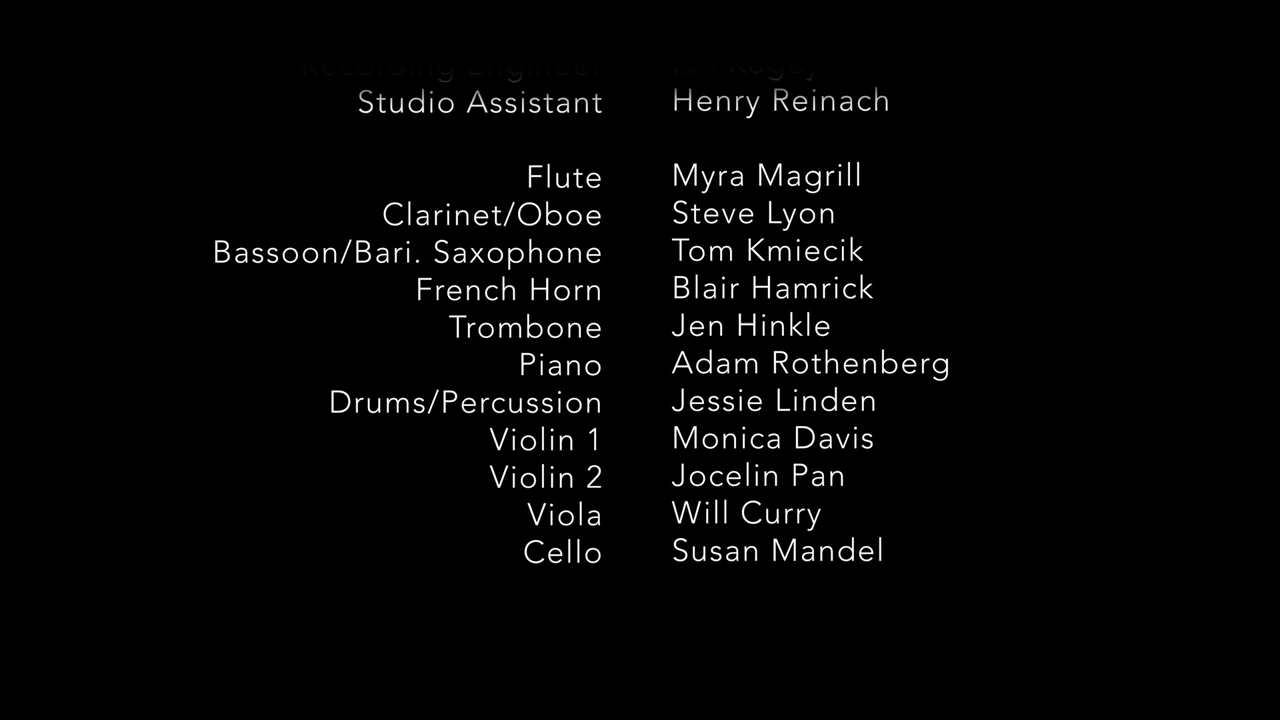 Recording Engineer
Studio Assistant Henry Reinach
Flute Myra Magrill
Clarinet/Oboe Steve Lyon
Bassoon/Bari. Saxophone Tom Kmiecik
French Horn Blair Hamrick
Trombone Jen Hinkle
Piano Adam Rothenberg
Drums/Percussion Jessie Linden
Violin 1 Monica Davis
Violin 2 Jocelin Pan
Viola Will Curry
Cello Susan Mandel